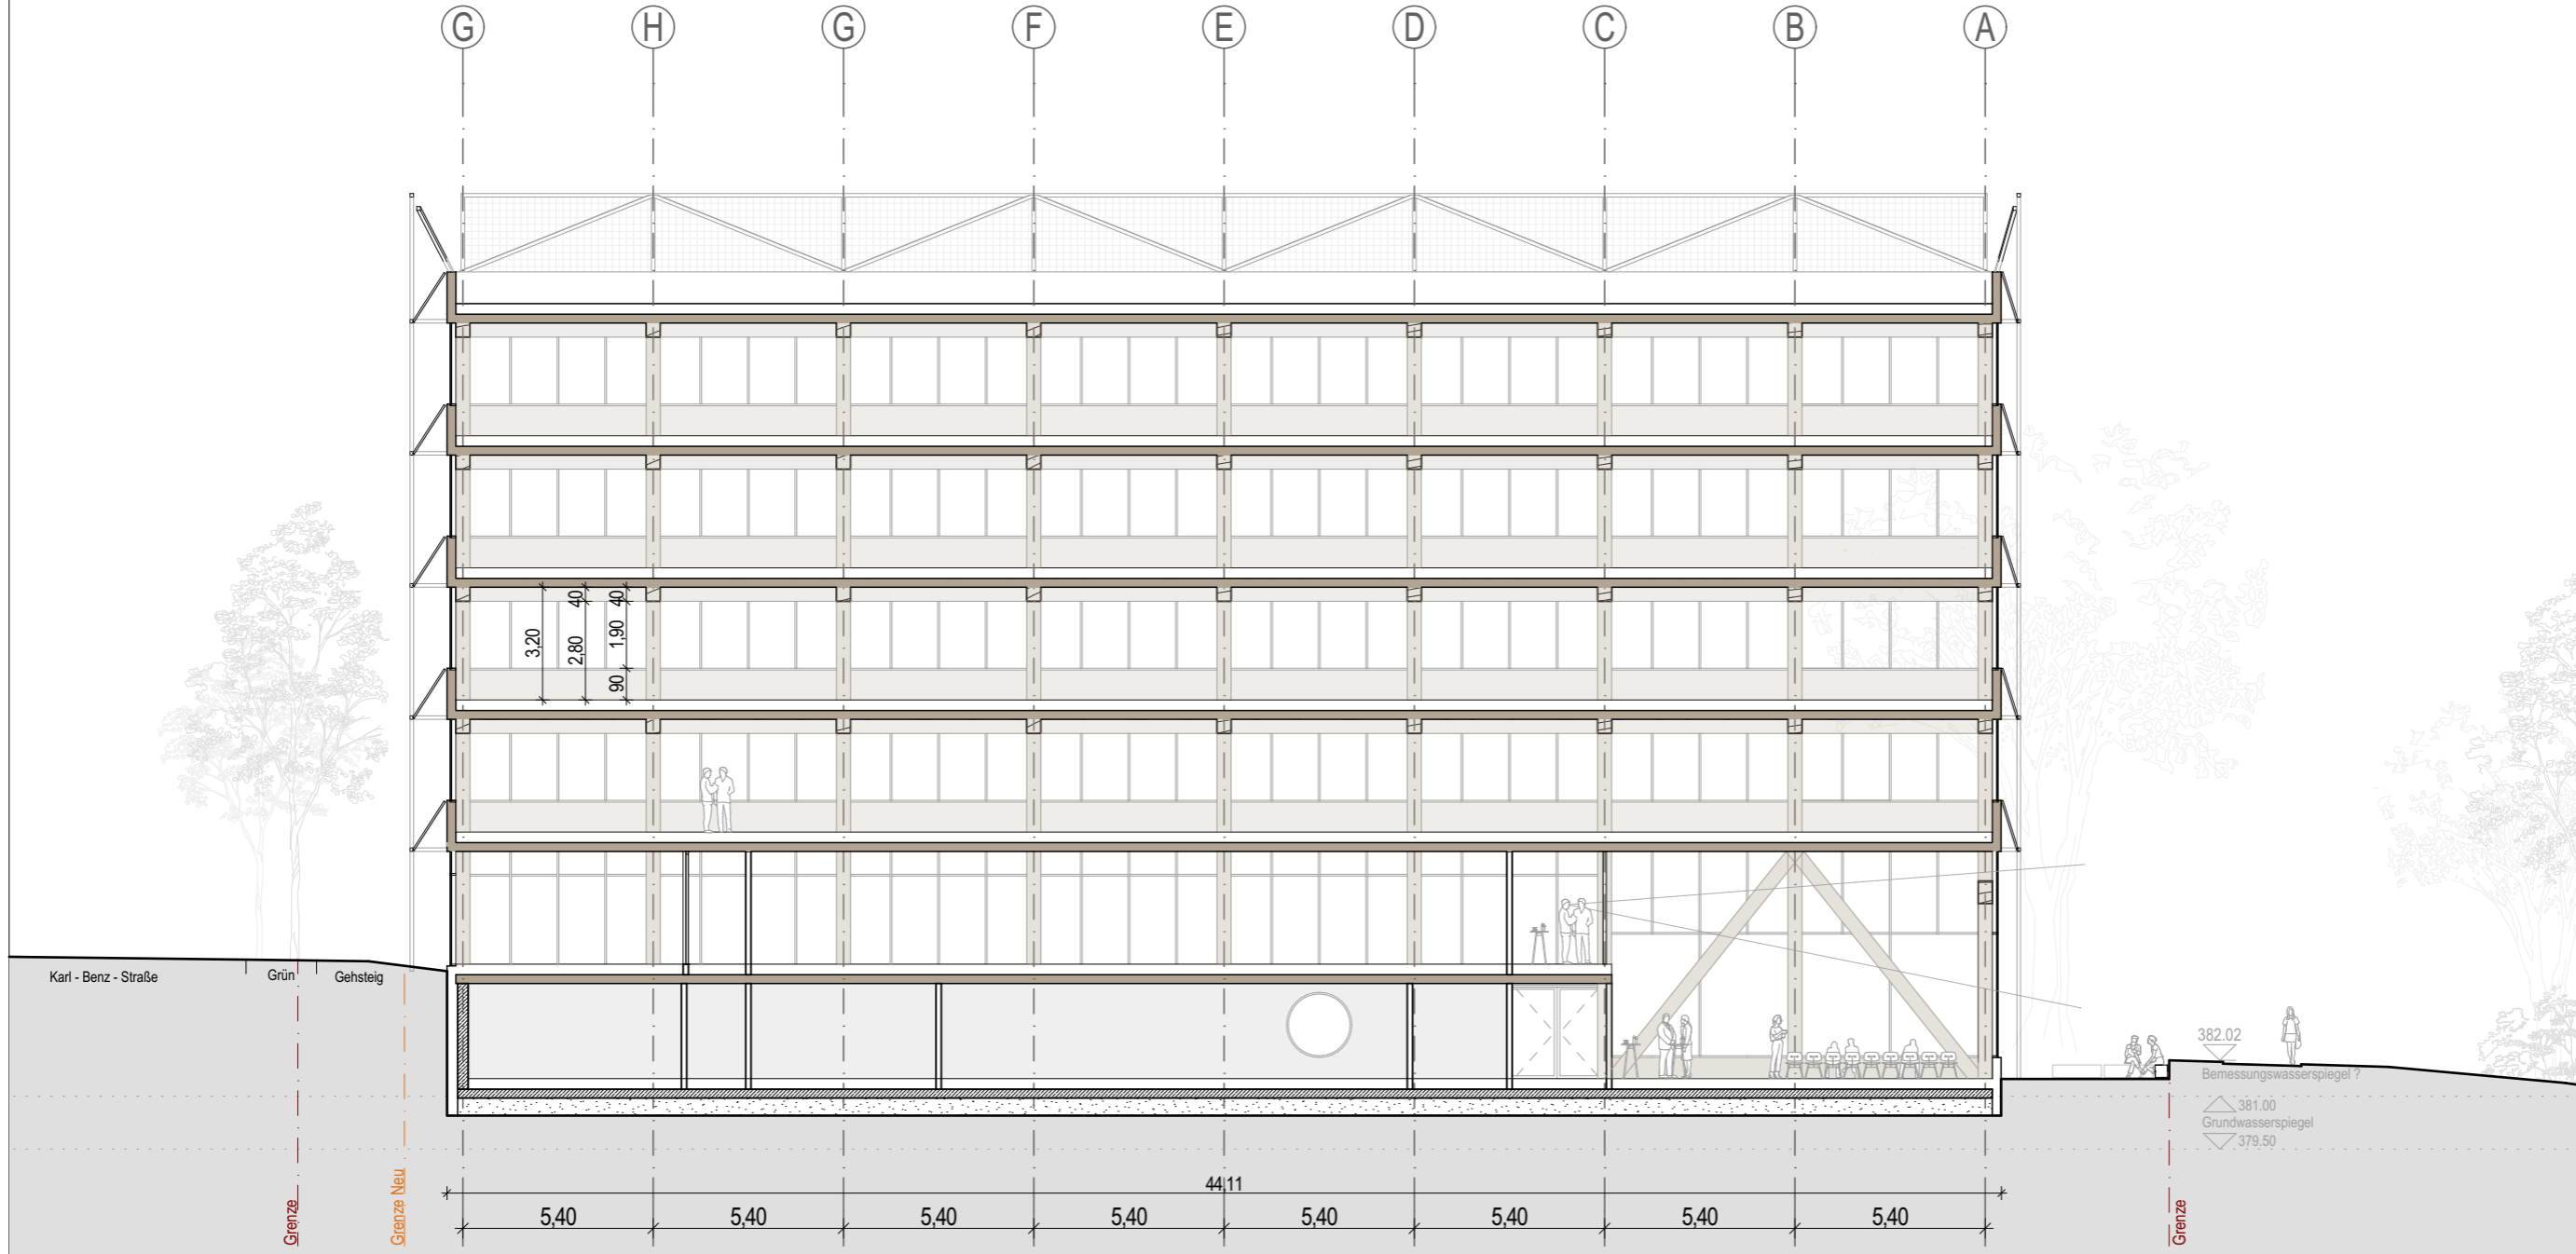 G H G F E D C B A
3,20
40
2,80
40
1,90
90
Karl - Benz - Straße
Grün
Gehsteig
382.02
Bemessungswasserspiegel ?
381.00
Grundwasserspiegel
379.50
Grenze
Grenze Neu
Grenze
44,11
5,40 5,40 5,40 5,40 5,40 5,40 5,40 5,40